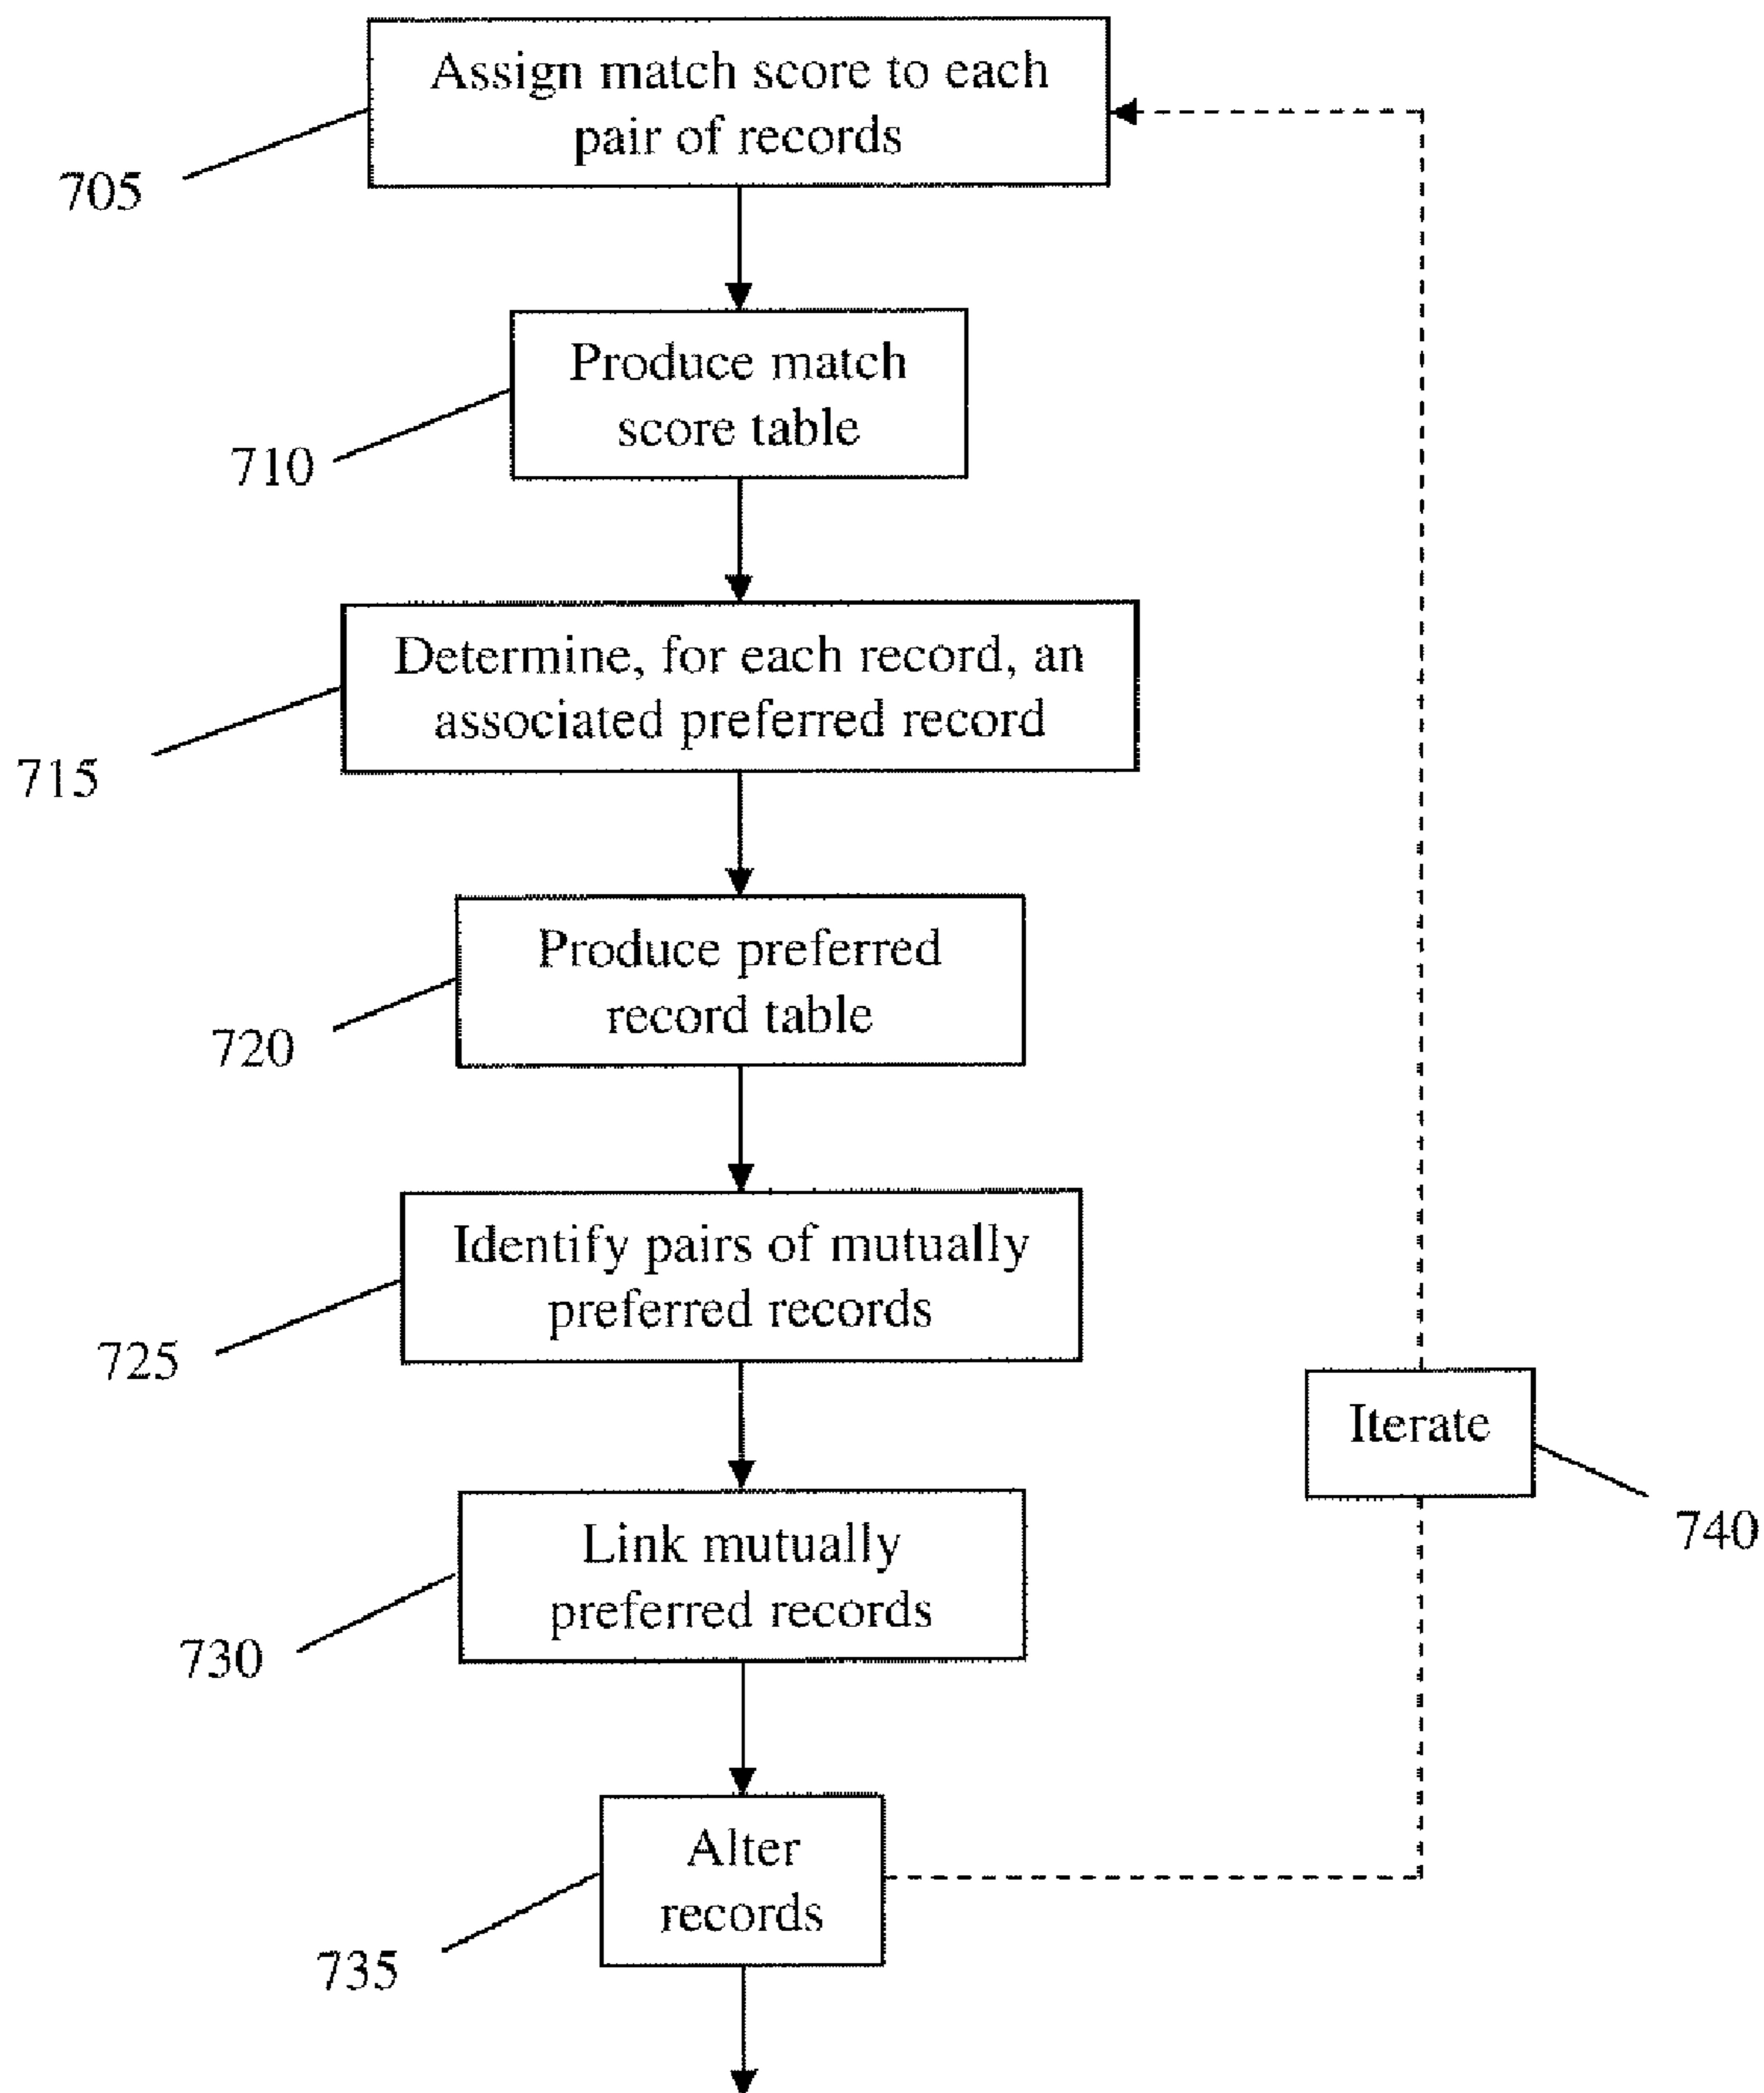 Assign match score to each
pair of records
705
Produce match
score table
710
Determine, for each record, an
associated preferred record
715
Produce preferred
record table
720
Identify pairs of mutually
preferred records
725
Iterate
740
Link mutually
preferred records
730
Alter
records
735